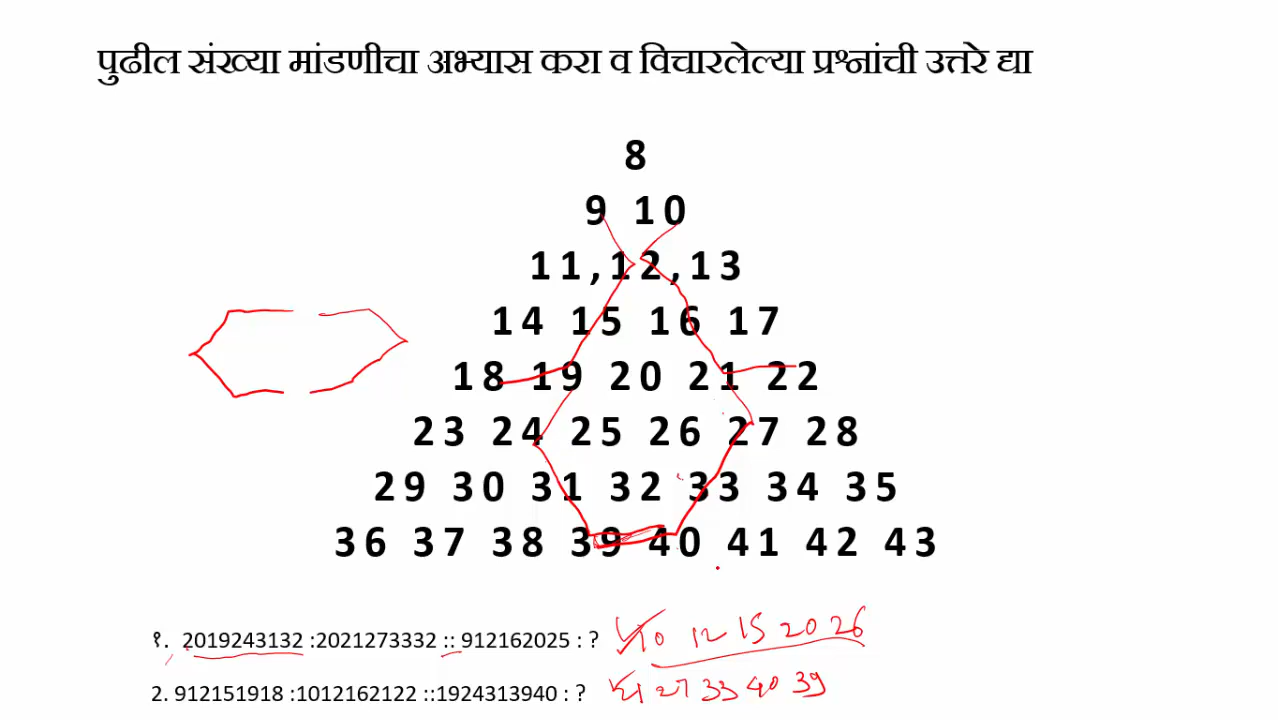 पुढील संख्या मांडणीचा अभ्यास करा व विचारलेल्या प्रश्नांची उत्तरे द्या
8
9 10
11,12,13
14 15 16 17
18 19 20 21 22
23 24 25 26 27 28
29 30 31 32 33 34 35
36 37 38 39 40 41 42 43
१. 2019243132 :2021273332 :: 912162025 : ? 10 12 15 20 26
2. 912151918 :1012162122 ::1924313940 : ? 21 27 33 40 39